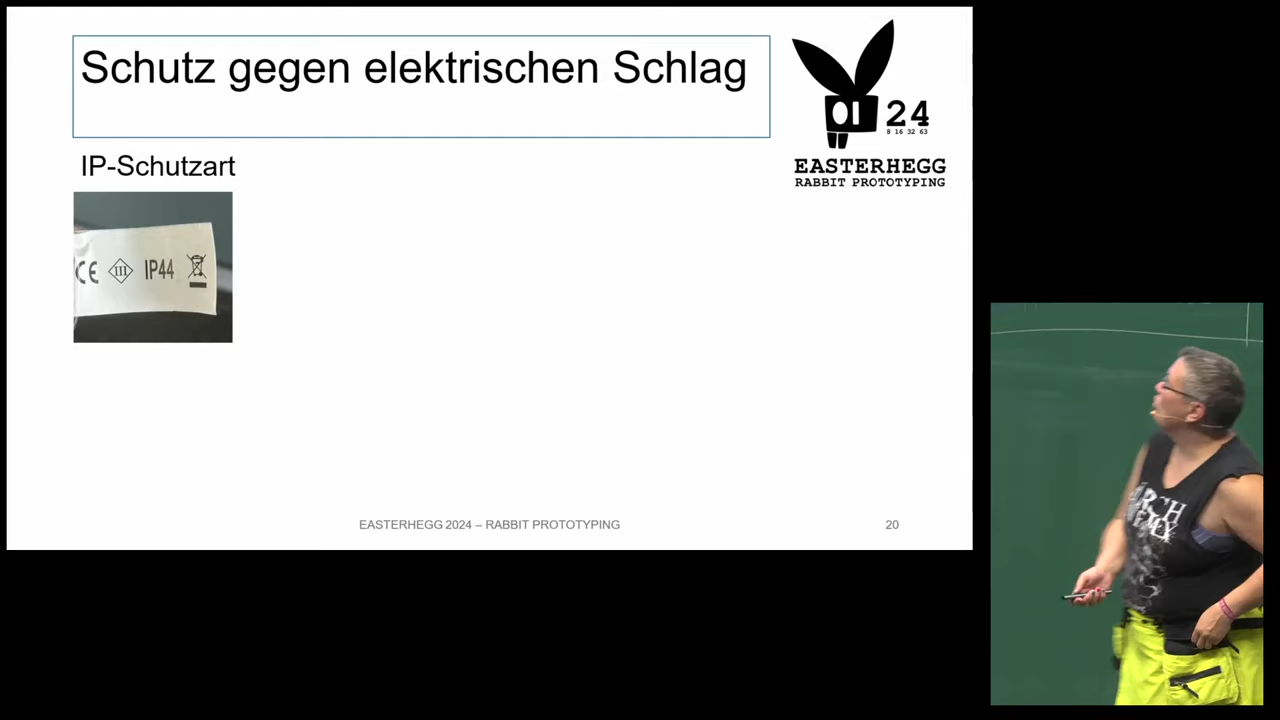 Schutz gegen elektrischen Schlag
24
8 16 32 63
EASTERHEGG
RABBIT PROTOTYPING
IP-Schutzart
CE III IP44
EASTERHEGG 2024 – RABBIT PROTOTYPING
20